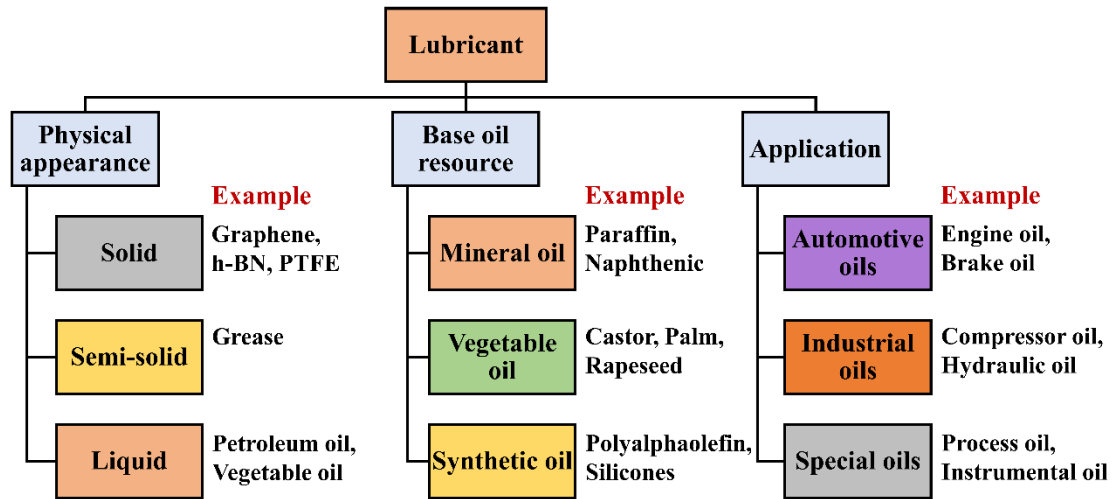 Lubricant
Physical
appearance
Example
Solid
Graphene,
h-BN, PTFE
Semi-solid
Grease
Liquid
Petroleum oil,
Vegetable oil
Base oil
resource
Example
Mineral oil
Paraffin,
Naphthenic
Vegetable
oil
Castor, Palm,
Rapeseed
Synthetic oil
Polyalphaolefin,
Silicones
Application
Example
Automotive
oils
Engine oil,
Brake oil
Industrial
oils
Compressor oil,
Hydraulic oil
Special oils
Process oil,
Instrumental oil